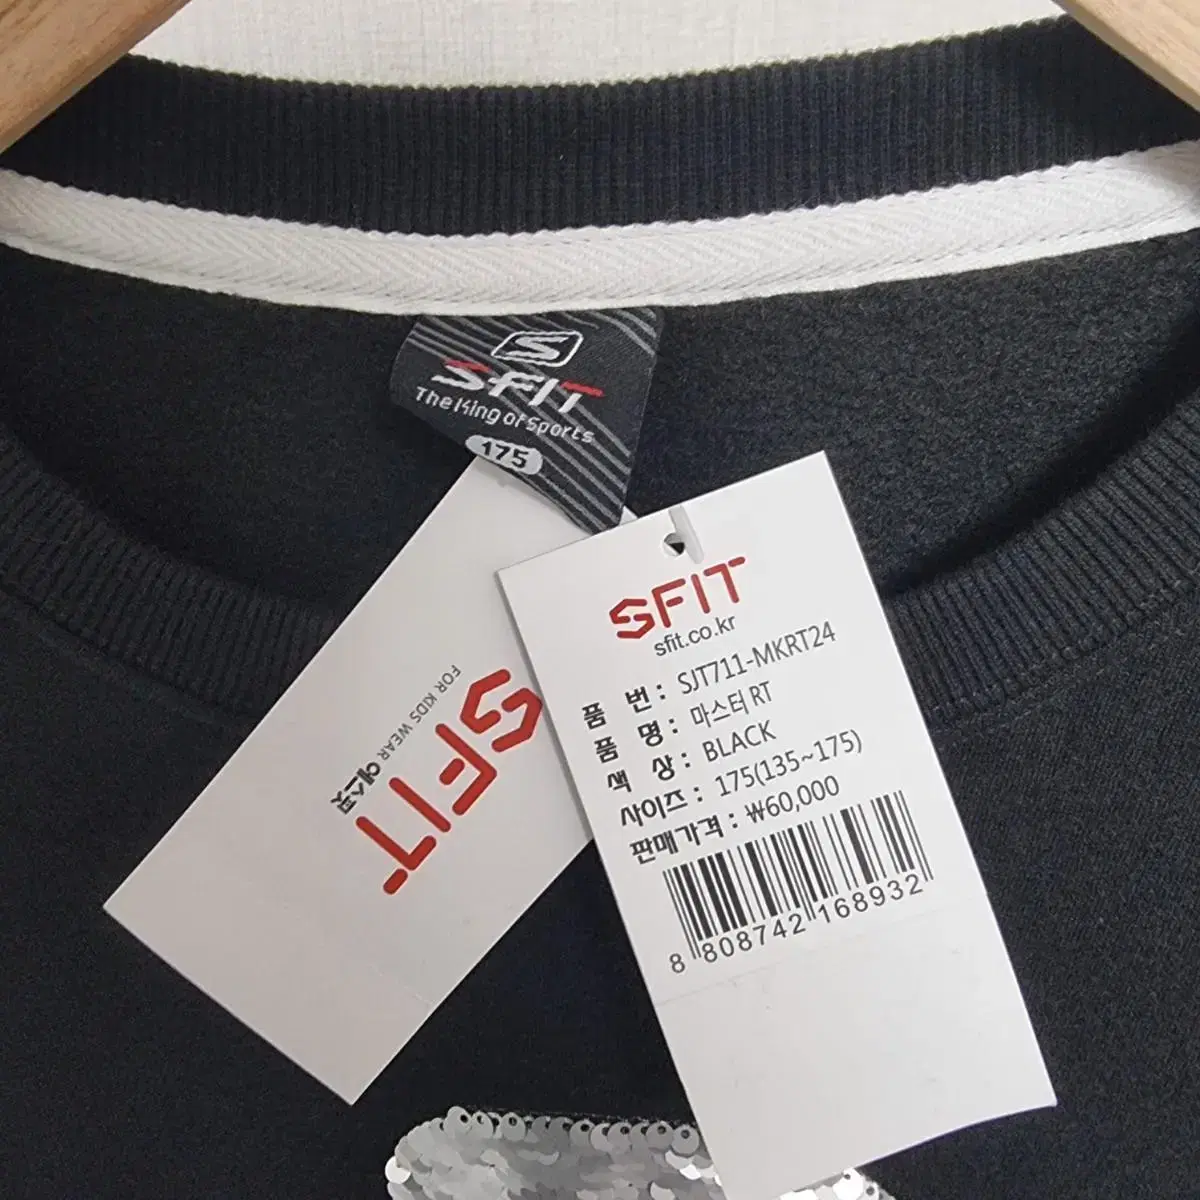 S
SFIT
The King of Sports
175
SFIT
FOR KIDS WEAR 에스핏
SFIT
sfit.co.kr
품 번 : SJT711-MKRT24
품 명 : 마스터 RT
색 상 : BLACK
사이즈 : 175(135~175)
판매가격 : ₩60,000
8 808742 168932